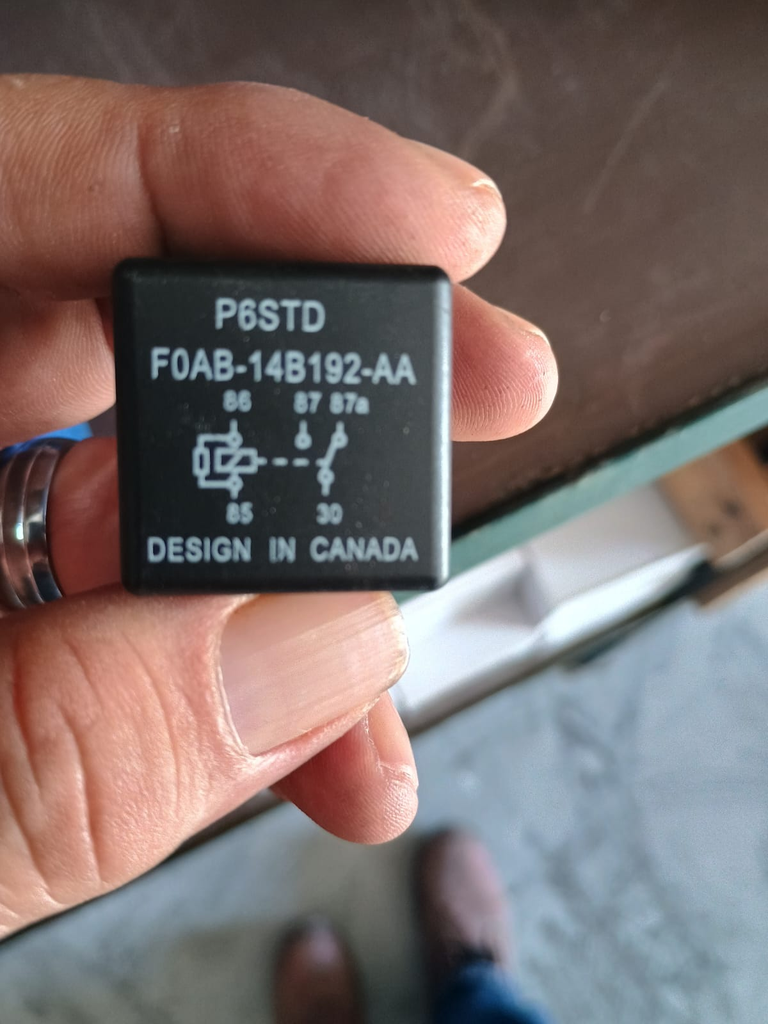 P6STD
F0AB-14B192-AA
86 87 87a
85 30
DESIGN IN CANADA